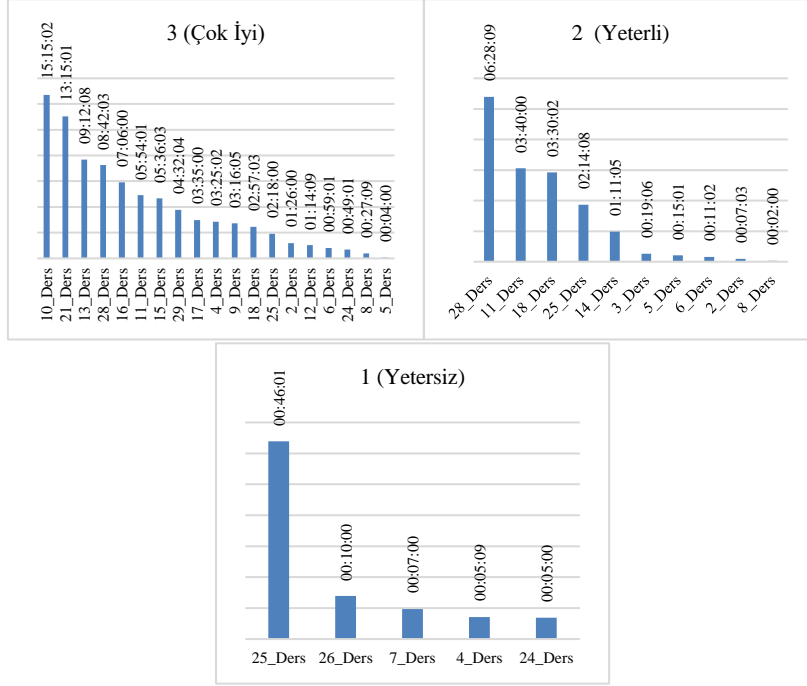 3 (Çok İyi)
15:15:02
13:15:01
09:12:08
08:42:03
07:06:00
05:54:01
05:36:03
04:32:04
03:35:00
03:25:02
03:16:05
02:57:03
02:18:00
01:26:00
01:14:09
00:59:01
00:49:01
00:27:09
00:04:00
10_Ders
21_Ders
13_Ders
28_Ders
16_Ders
11_Ders
15_Ders
29_Ders
17_Ders
4_Ders
9_Ders
18_Ders
25_Ders
2_Ders
12_Ders
6_Ders
24_Ders
8_Ders
5_Ders
2 (Yeterli)
06:28:09
03:40:00
03:30:02
02:14:08
01:11:05
00:19:06
00:15:01
00:11:02
00:07:03
00:02:00
28_Ders
11_Ders
18_Ders
25_Ders
14_Ders
3_Ders
5_Ders
6_Ders
2_Ders
8_Ders
1 (Yetersiz)
00:46:01
00:10:00
00:07:00
00:05:09
00:05:00
25_Ders
26_Ders
7_Ders
4_Ders
24_Ders